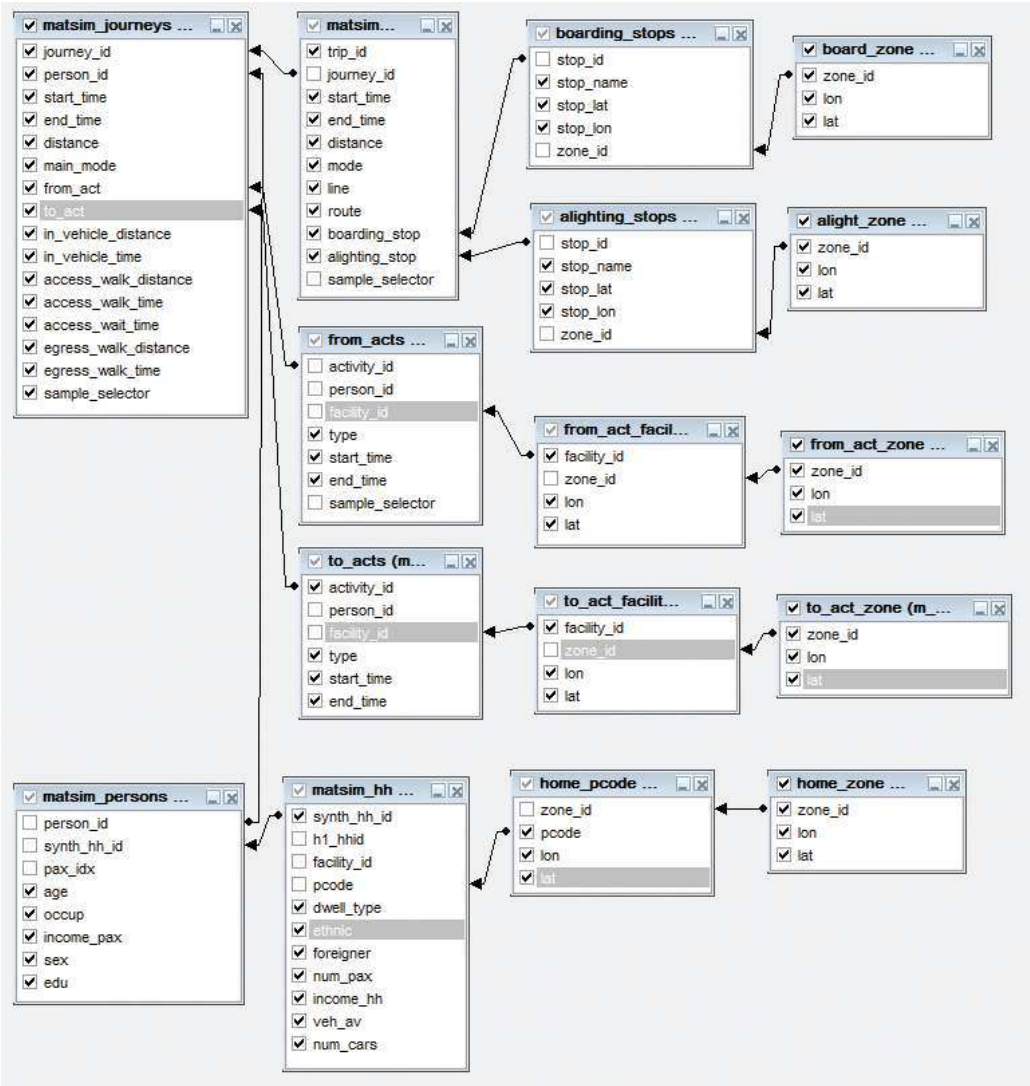 matsim_journeys ...
journey_id
person_id
start_time
end_time
distance
main_mode
from_act
to_act
in_vehicle_distance
in_vehicle_time
access_walk_distance
access_walk_time
access_wait_time
egress_walk_distance
egress_walk_time
sample_selector
matsim...
trip_id
journey_id
start_time
end_time
distance
mode
line
route
boarding_stop
alighting_stop
sample_selector
boarding_stops ...
stop_id
stop_name
stop_lat
stop_lon
zone_id
board_zone ...
zone_id
lon
lat
alighting_stops ...
stop_id
stop_name
stop_lat
stop_lon
zone_id
alight_zone ...
zone_id
lon
lat
from_acts ...
activity_id
person_id
facility_id
type
start_time
end_time
sample_selector
from_act_facil...
facility_id
zone_id
lon
lat
from_act_zone ...
zone_id
lon
lat
to_acts (m...
activity_id
person_id
facility_id
type
start_time
end_time
to_act_facilit...
facility_id
zone_id
lon
lat
to_act_zone (m_...
zone_id
lon
lat
matsim_persons ...
person_id
synth_hh_id
pax_idx
age
occup
income_pax
sex
edu
matsim_hh ...
synth_hh_id
h1_hhid
facility_id
pcode
dwell_type
ethnic
foreigner
num_pax
income_hh
veh_av
num_cars
home_pcode ...
zone_id
pcode
lon
lat
home_zone ...
zone_id
lon
lat